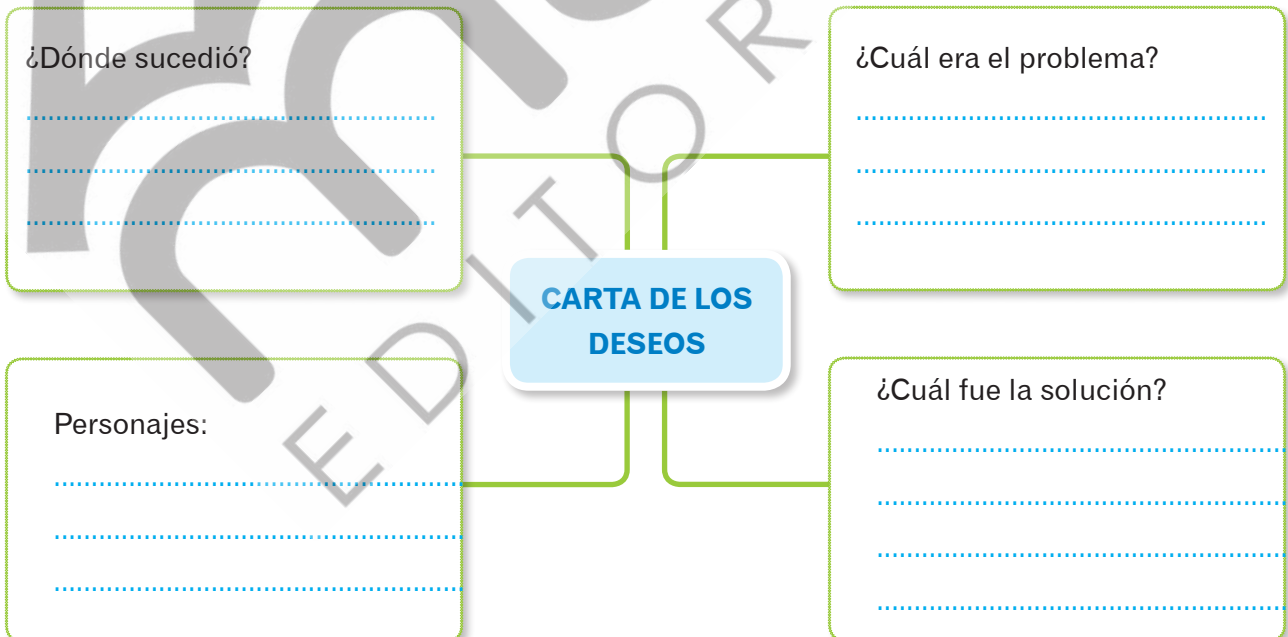 ¿Dónde sucedió?
¿Cuál era el problema?
CARTA DE LOS
DESEOS
Personajes:
¿Cuál fue la solución?
EDITOR